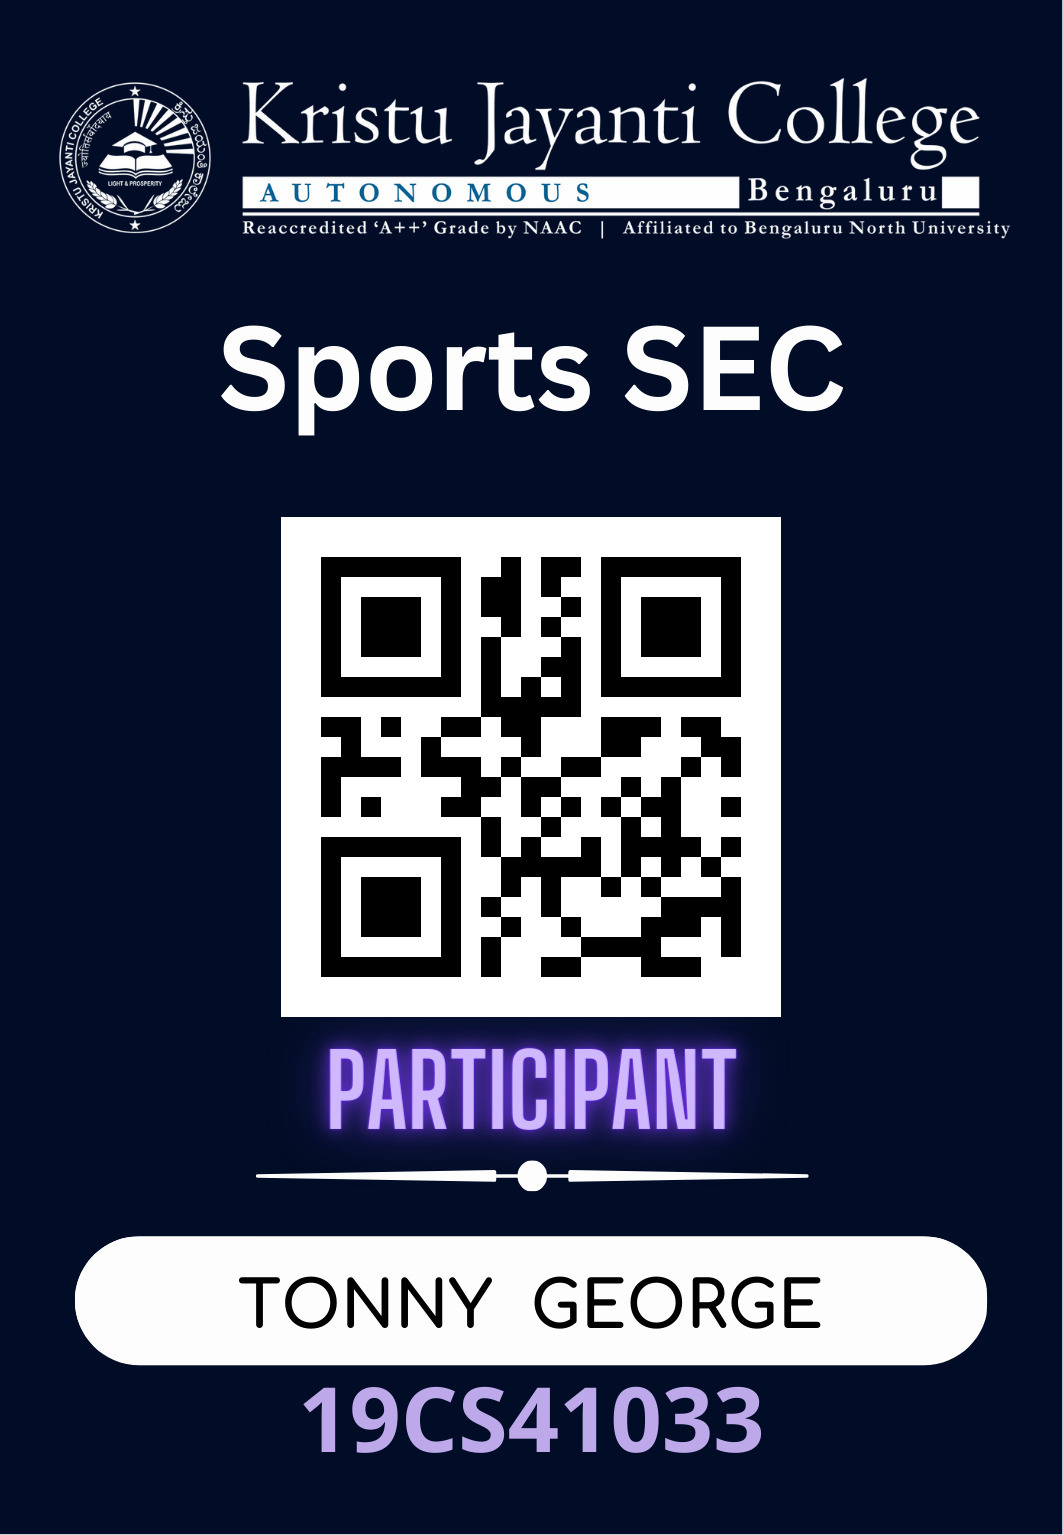 Kristu Jayanti College
AUTONOMOUS Bengaluru
Reaccredited ‘A++’ Grade by NAAC | Affiliated to Bengaluru North University
KRISTU JAYANTI COLLEGE
LIGHT & PROSPERITY
Sports SEC
PARTICIPANT
TONNY GEORGE
19CS41033